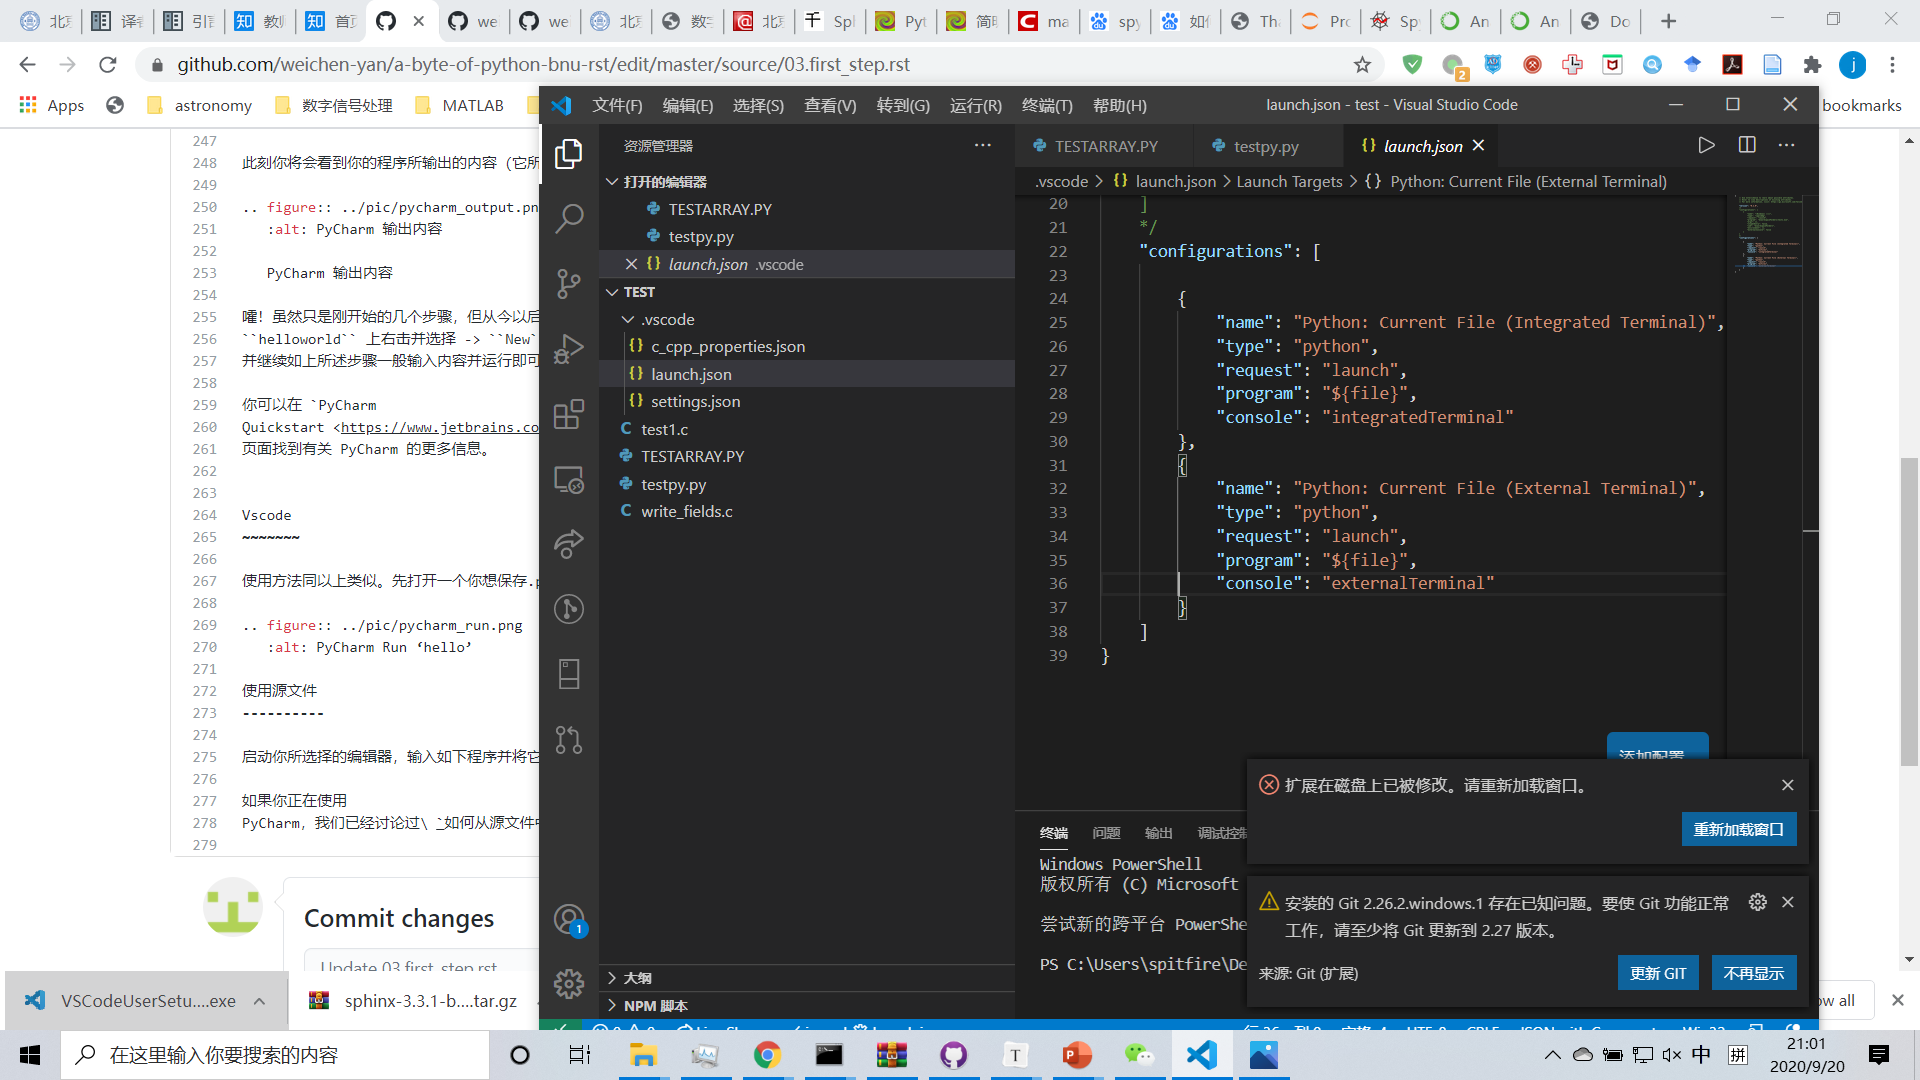 北京
译者
引言
知 教师
知 首页
we
we
北京
数字
北京
千 Spl
Pyt
简明
ma
spy
如何
Tha
Pro
Spy
An
An
Do
github.com/weichen-yan/a-byte-of-python-bnu-rst/edit/master/source/03.first_step.rst
2
j
Apps
astronomy
数字信号处理
MATLAB
bookmarks
247
248 此刻你将会看到你的程序所输出的内容（它所
249
250 .. figure:: ../pic/pycharm_output.pn
251 :alt: PyCharm 输出内容
252
253 PyCharm 输出内容
254
255 嚯！虽然只是刚开始的几个步骤，但从今以后
256 ``helloworld`` 上右击并选择 -> ``New`
257 并继续如上所述步骤一般输入内容并运行即可
258
259 你可以在 `PyCharm
260 Quickstart <https://www.jetbrains.co
261 页面找到有关 PyCharm 的更多信息。
262
263
264 Vscode
265 ~~~~~~~
266
267 使用方法同以上类似。先打开一个你想保存.p
268
269 .. figure:: ../pic/pycharm_run.png
270 :alt: PyCharm Run ‘hello’
271
272 使用源文件
273 ----------
274
275 启动你所选择的编辑器，输入如下程序并将它
276
277 如果你正在使用
278 PyCharm，我们已经讨论过\ _如何从源文件中
279
Commit changes
Update 03.first_step.rst
文件(F) 编辑(E) 选择(S) 查看(V) 转到(G) 运行(R) 终端(T) 帮助(H)
launch.json - test - Visual Studio Code
资源管理器
打开的编辑器
TESTARRAY.PY
testpy.py
launch.json .vscode
TEST
.vscode
c_cpp_properties.json
launch.json
settings.json
test1.c
TESTARRAY.PY
testpy.py
write_fields.c
大纲
NPM 脚本
1
TESTARRAY.PY
testpy.py
launch.json
.vscode > {} launch.json > Launch Targets > {} Python: Current File (External Terminal)
20 ]
21 */
22 "configurations": [
23
24 {
25 "name": "Python: Current File (Integrated Terminal)",
26 "type": "python",
27 "request": "launch",
28 "program": "${file}",
29 "console": "integratedTerminal"
30 },
31 {
32 "name": "Python: Current File (External Terminal)",
33 "type": "python",
34 "request": "launch",
35 "program": "${file}",
36 "console": "externalTerminal"
37 }
38 ]
39 }
添加配置...
终端 问题 输出 调试控制
Windows PowerShell
版权所有 (C) Microsoft
尝试新的跨平台 PowerShe
PS C:\Users\spitfire\De
扩展在磁盘上已被修改。请重新加载窗口。
重新加载窗口
安装的 Git 2.26.2.windows.1 存在已知问题。要使 Git 功能正常
工作，请至少将 Git 更新到 2.27 版本。
来源: Git (扩展)
更新 GIT
不再显示
VSCodeUserSetu....exe
sphinx-3.3.1-b....tar.gz
ow all
在这里输入你要搜索的内容
中
拼
21:01
2020/9/20